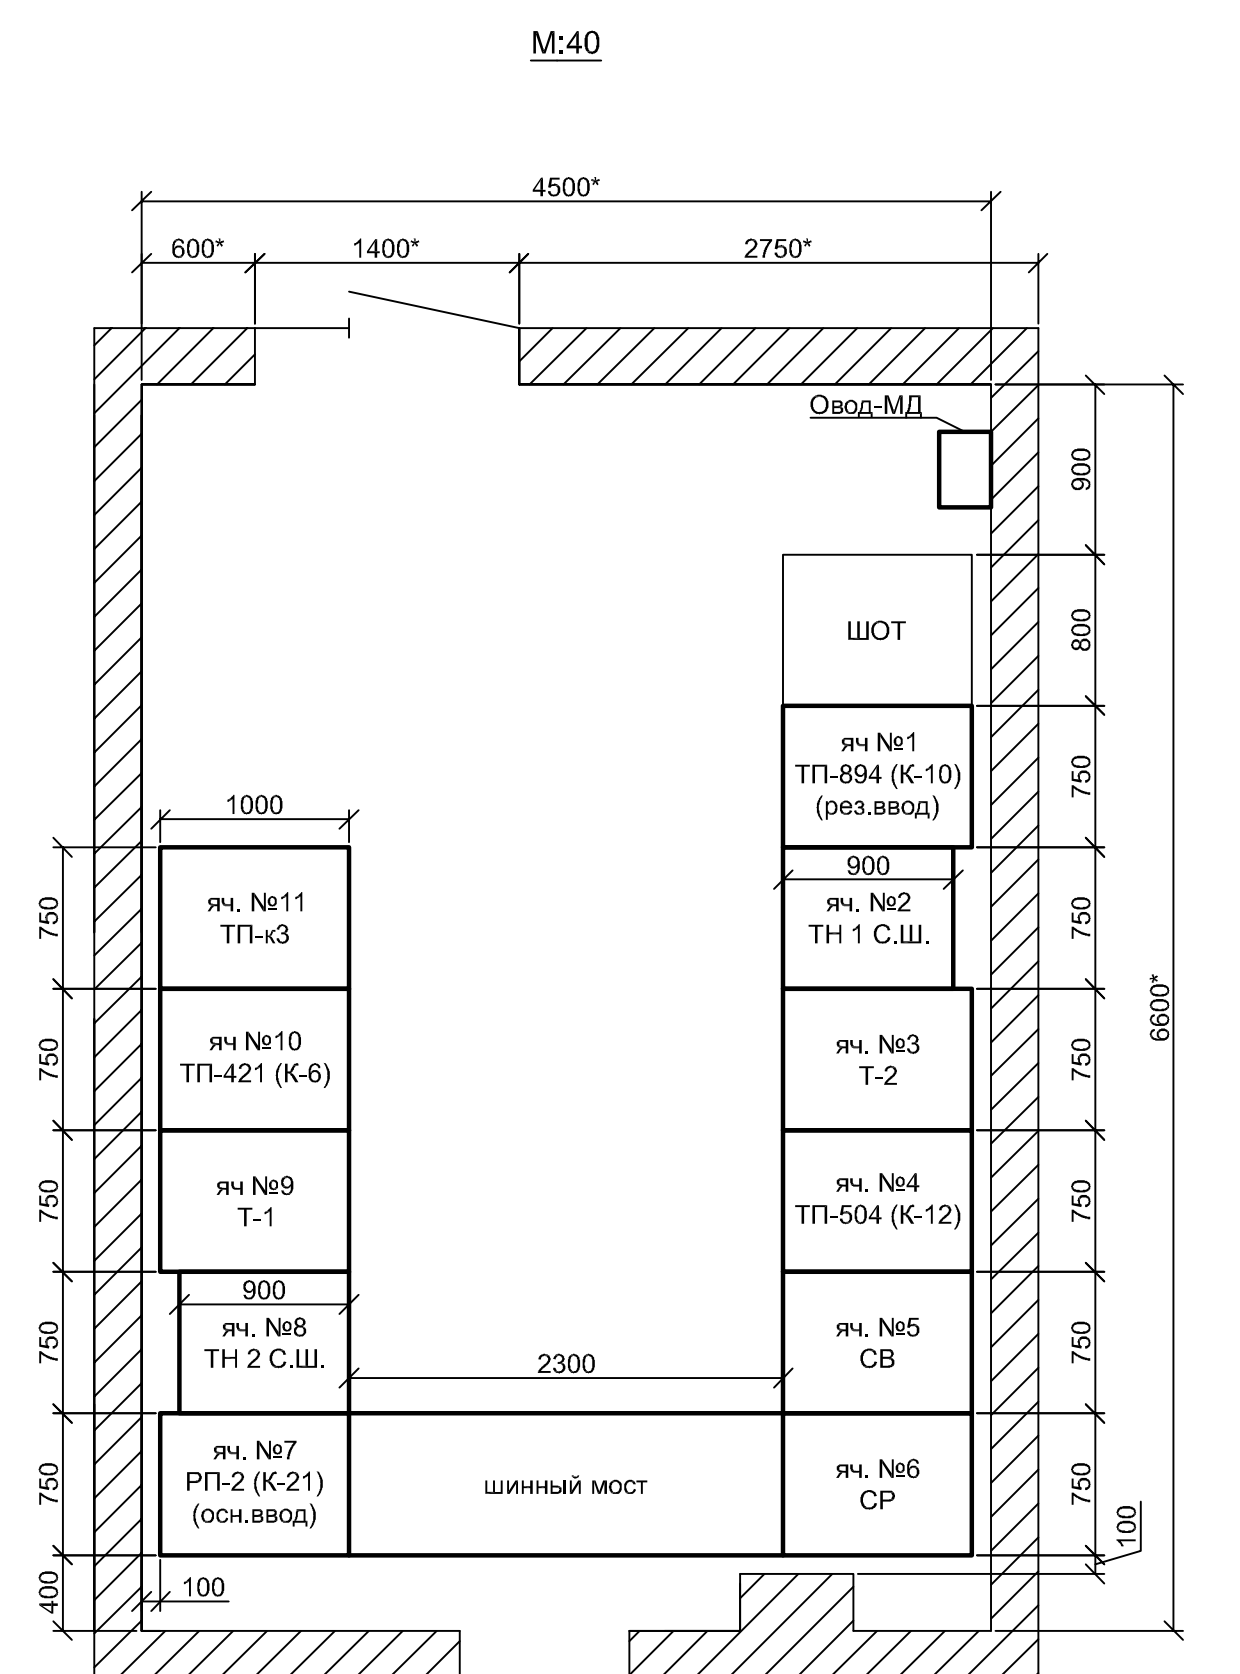 М:40
4500*
600*
1400*
2750*
Овод-МД
900
ШОТ
800
яч №1
ТП-894 (К-10)
(рез.ввод)
750
1000
900
яч. №11
ТП-к3
750
яч. №2
ТН 1 С.Ш.
750
6600*
яч №10
ТП-421 (К-6)
750
яч. №3
Т-2
750
яч №9
Т-1
750
яч. №4
ТП-504 (К-12)
750
900
яч. №8
ТН 2 С.Ш.
750
2300
яч. №5
СВ
750
яч. №7
РП-2 (К-21)
(осн.ввод)
750
шинный мост
яч. №6
СР
750
100
400
100